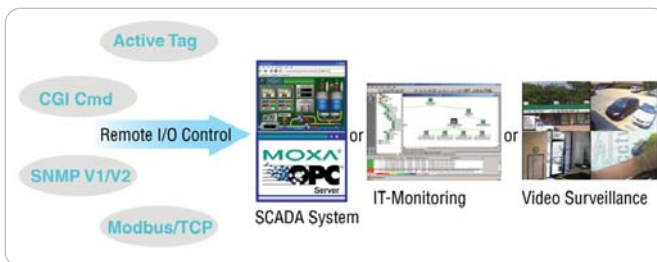 Active Tag
CGI Cmd
Remote I/O Control
SNMP V1/V2
Modbus/TCP
MOXA®
OPC
Server
SCADA System
or
IT-Monitoring
or
Video Surveillance